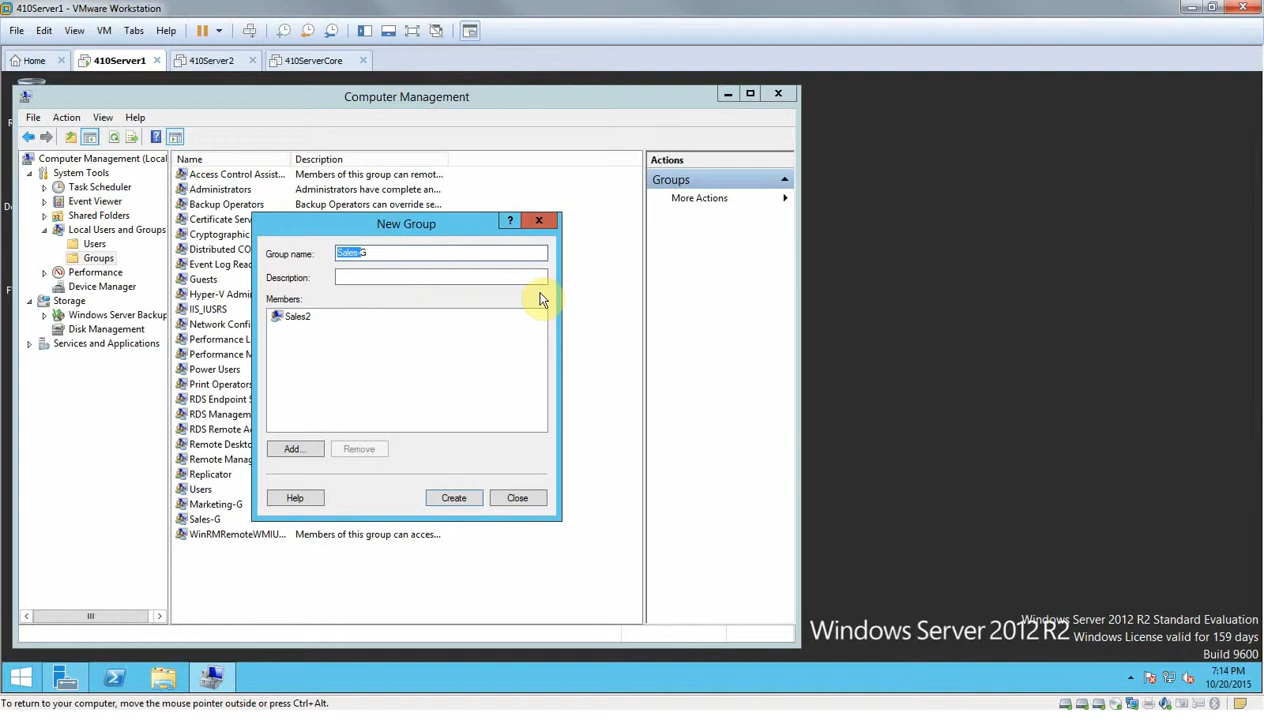 410Server1 - VMware Workstation
File Edit View VM Tabs Help
Home 410Server1 410Server2 410ServerCore
Computer Management
File Action View Help
Computer Management (Local
System Tools
Task Scheduler
Event Viewer
Shared Folders
Local Users and Groups
Users
Groups
Performance
Device Manager
Storage
Windows Server Backup
Disk Management
Services and Applications
Name Description
Access Control Assist... Members of this group can remot...
Administrators Administrators have complete an...
Backup Operators Backup Operators can override se...
Certificate Serv
Cryptographic
Distributed CO
Event Log Rea
Guests
Hyper-V Admi
IIS_IUSRS
Network Confi
Performance L
Performance M
Power Users
Print Operators
RDS Endpoint
RDS Management
RDS Remote A
Remote Deskto
Remote Manag
Replicator
Users
Marketing-G
Sales-G
WinRMRemoteWMIU... Members of this group can acces...
Actions
Groups
More Actions
New Group
?
Group name: Sales-G
Description:
Members:
Sales2
Add... Remove
Help Create Close
Windows Server 2012 R2
Windows Server 2012 R2 Standard Evaluation
Windows License valid for 159 days
Build 9600
7:14 PM
10/20/2015
To return to your computer, move the mouse pointer outside or press Ctrl+Alt.